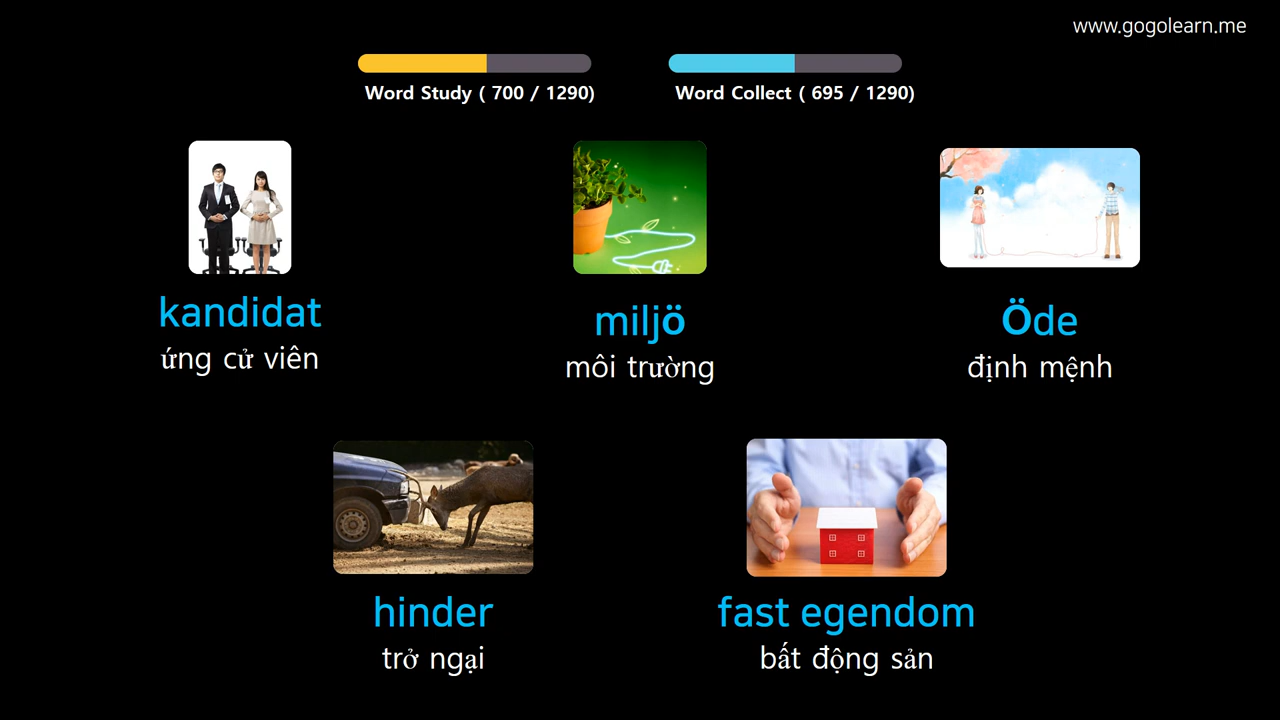 www.gogolearn.me
Word Study ( 700 / 1290)
Word Collect ( 695 / 1290)
kandidat
ứng cử viên
miljö
môi trường
Öde
định mệnh
hinder
trở ngại
fast egendom
bất động sản